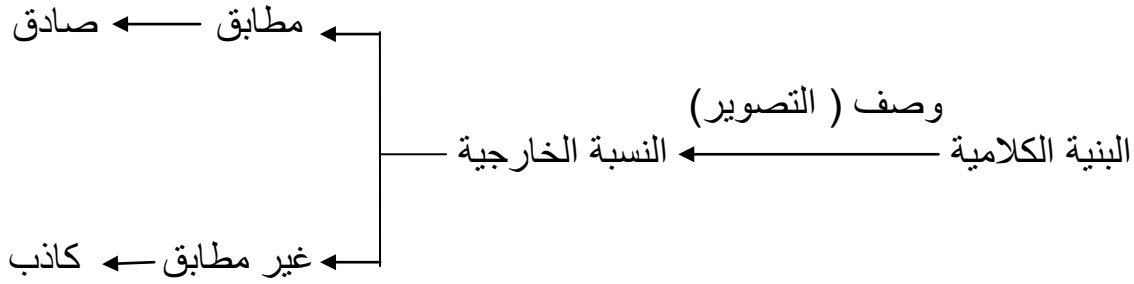 مطابق صادق
وصف ( التصوير)
البنية الكلامية النسبة الخارجية
غير مطابق كاذب